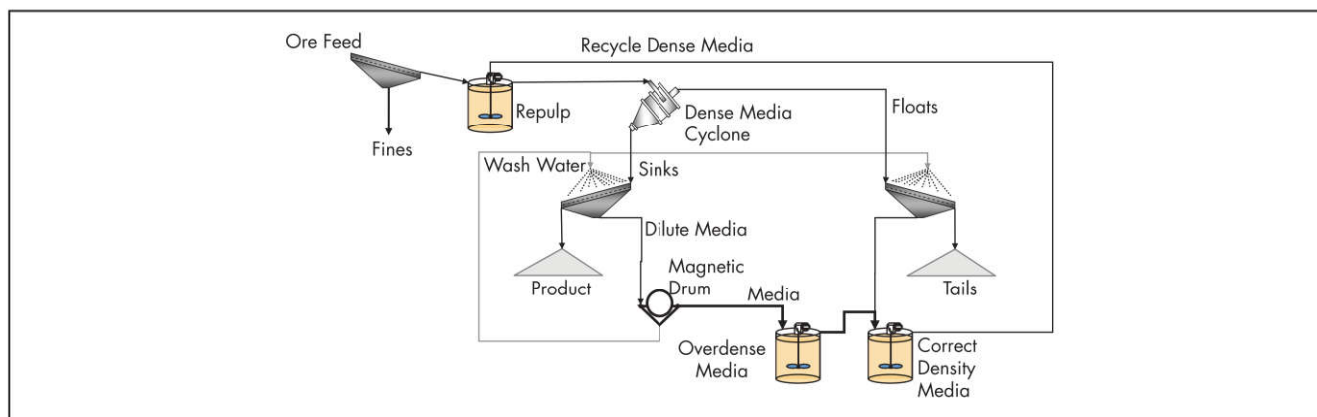 Ore Feed
Recycle Dense Media
Repulp
Dense Media
Cyclone
Floats
Fines
Wash Water
Sinks
Dilute Media
Product
Magnetic
Drum
Media
Tails
Overdense
Media
Correct
Density
Media